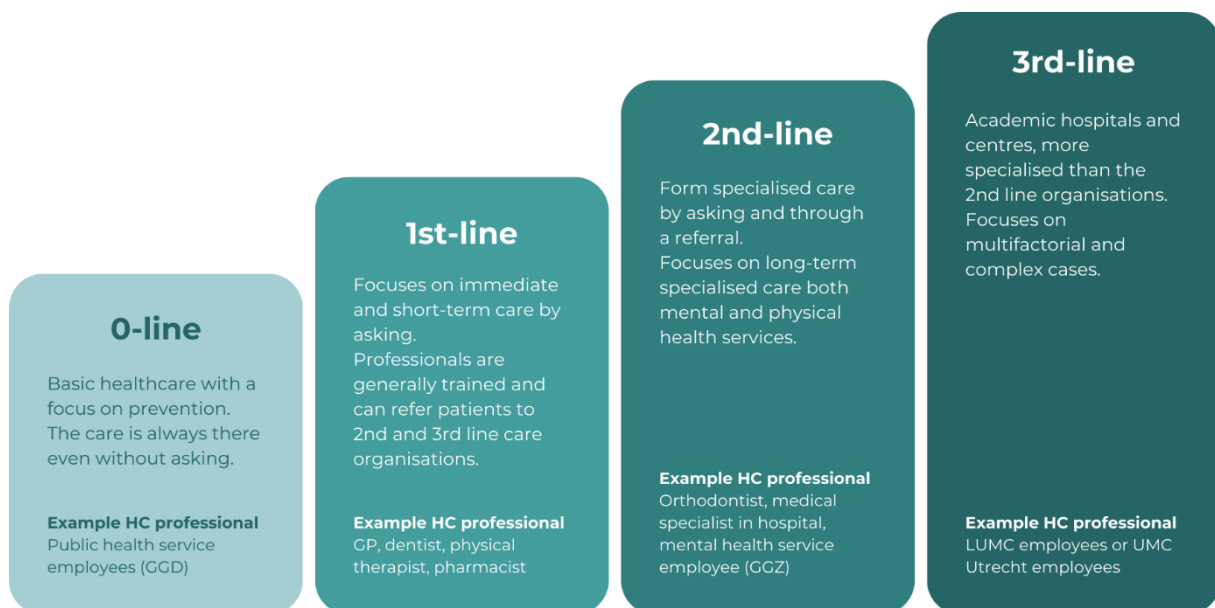 0-line
Basic healthcare with a
focus on prevention.
The care is always there
even without asking.
Example HC professional
Public health service
employees (GGD)
1st-line
Focuses on immediate
and short-term care by
asking.
Professionals are
generally trained and
can refer patients to
2nd and 3rd line care
organisations.
Example HC professional
GP, dentist, physical
therapist, pharmacist
2nd-line
Form specialised care
by asking and through
a referral.
Focuses on long-term
specialised care both
mental and physical
health services.
Example HC professional
Orthodontist, medical
specialist in hospital,
mental health service
employee (GGZ)
3rd-line
Academic hospitals and
centres, more
specialised than the
2nd line organisations.
Focuses on
multifactorial and
complex cases.
Example HC professional
LUMC employees or UMC
Utrecht employees